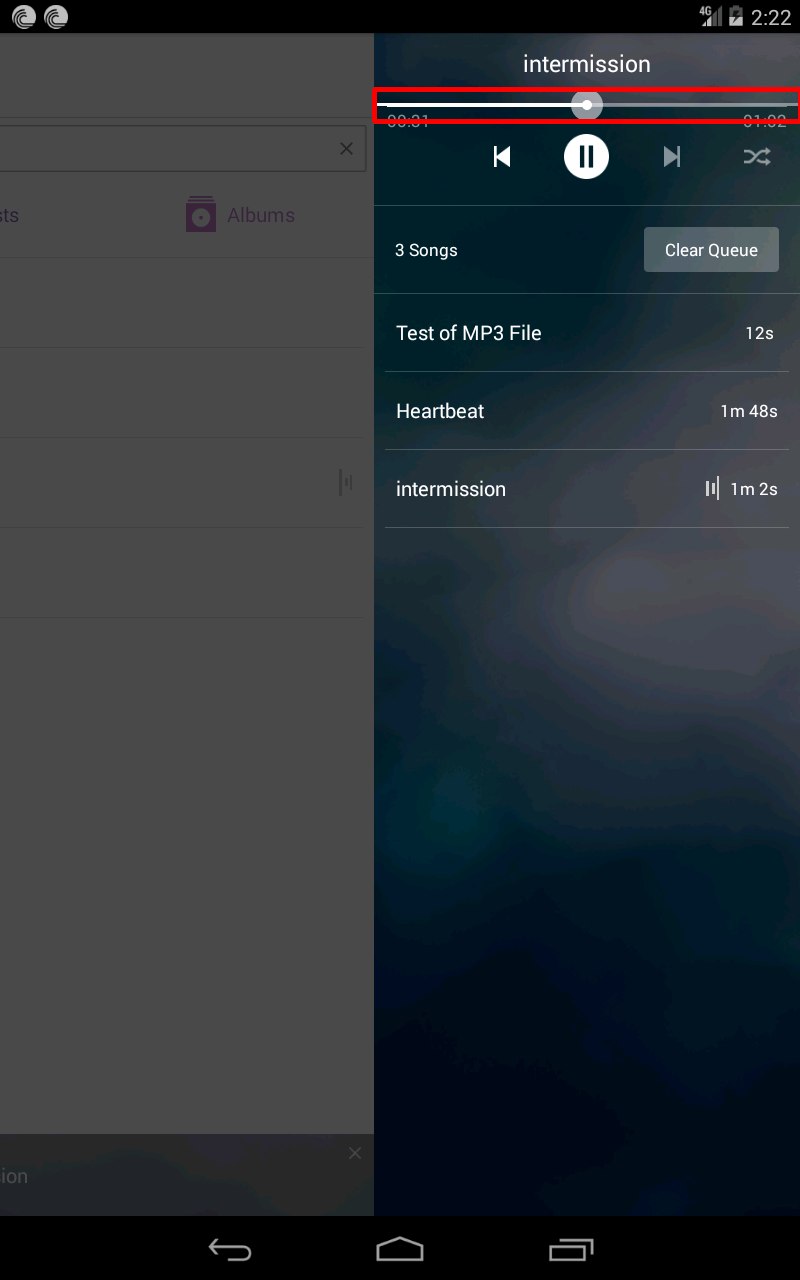 4G 2:22
intermission
00:31 01:02
sts
Albums
3 Songs
Clear Queue
Test of MP3 File 12s
Heartbeat 1m 48s
intermission 1m 2s
sion